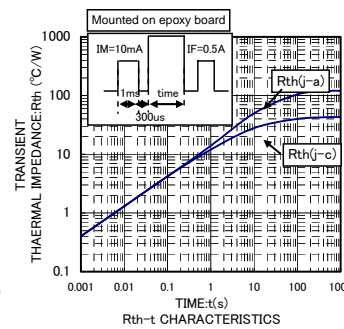 Mounted on epoxy board
IM=10mA
IF=0.5A
1ms
time
300us
Rth(j-a)
Rth(j-c)
TRANSIENT
THAERMAL IMPEDANCE:Rth (℃/W)
1000
100
10
1
0.1
0.001
0.01
0.1
1
10
100
1000
TIME:t(s)
Rth-t CHARACTERISTICS